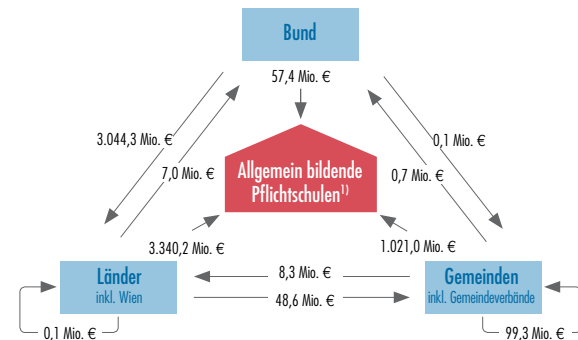 Bund
57,4 Mio. €
3.044,3 Mio. €
0,1 Mio. €
7,0 Mio. €
0,7 Mio. €
Allgemein bildende
Pflichtschulen¹⁾
3.340,2 Mio. €
1.021,0 Mio. €
Länder
inkl. Wien
8,3 Mio. €
48,6 Mio. €
Gemeinden
inkl. Gemeindeverbände
0,1 Mio. €
99,3 Mio. €